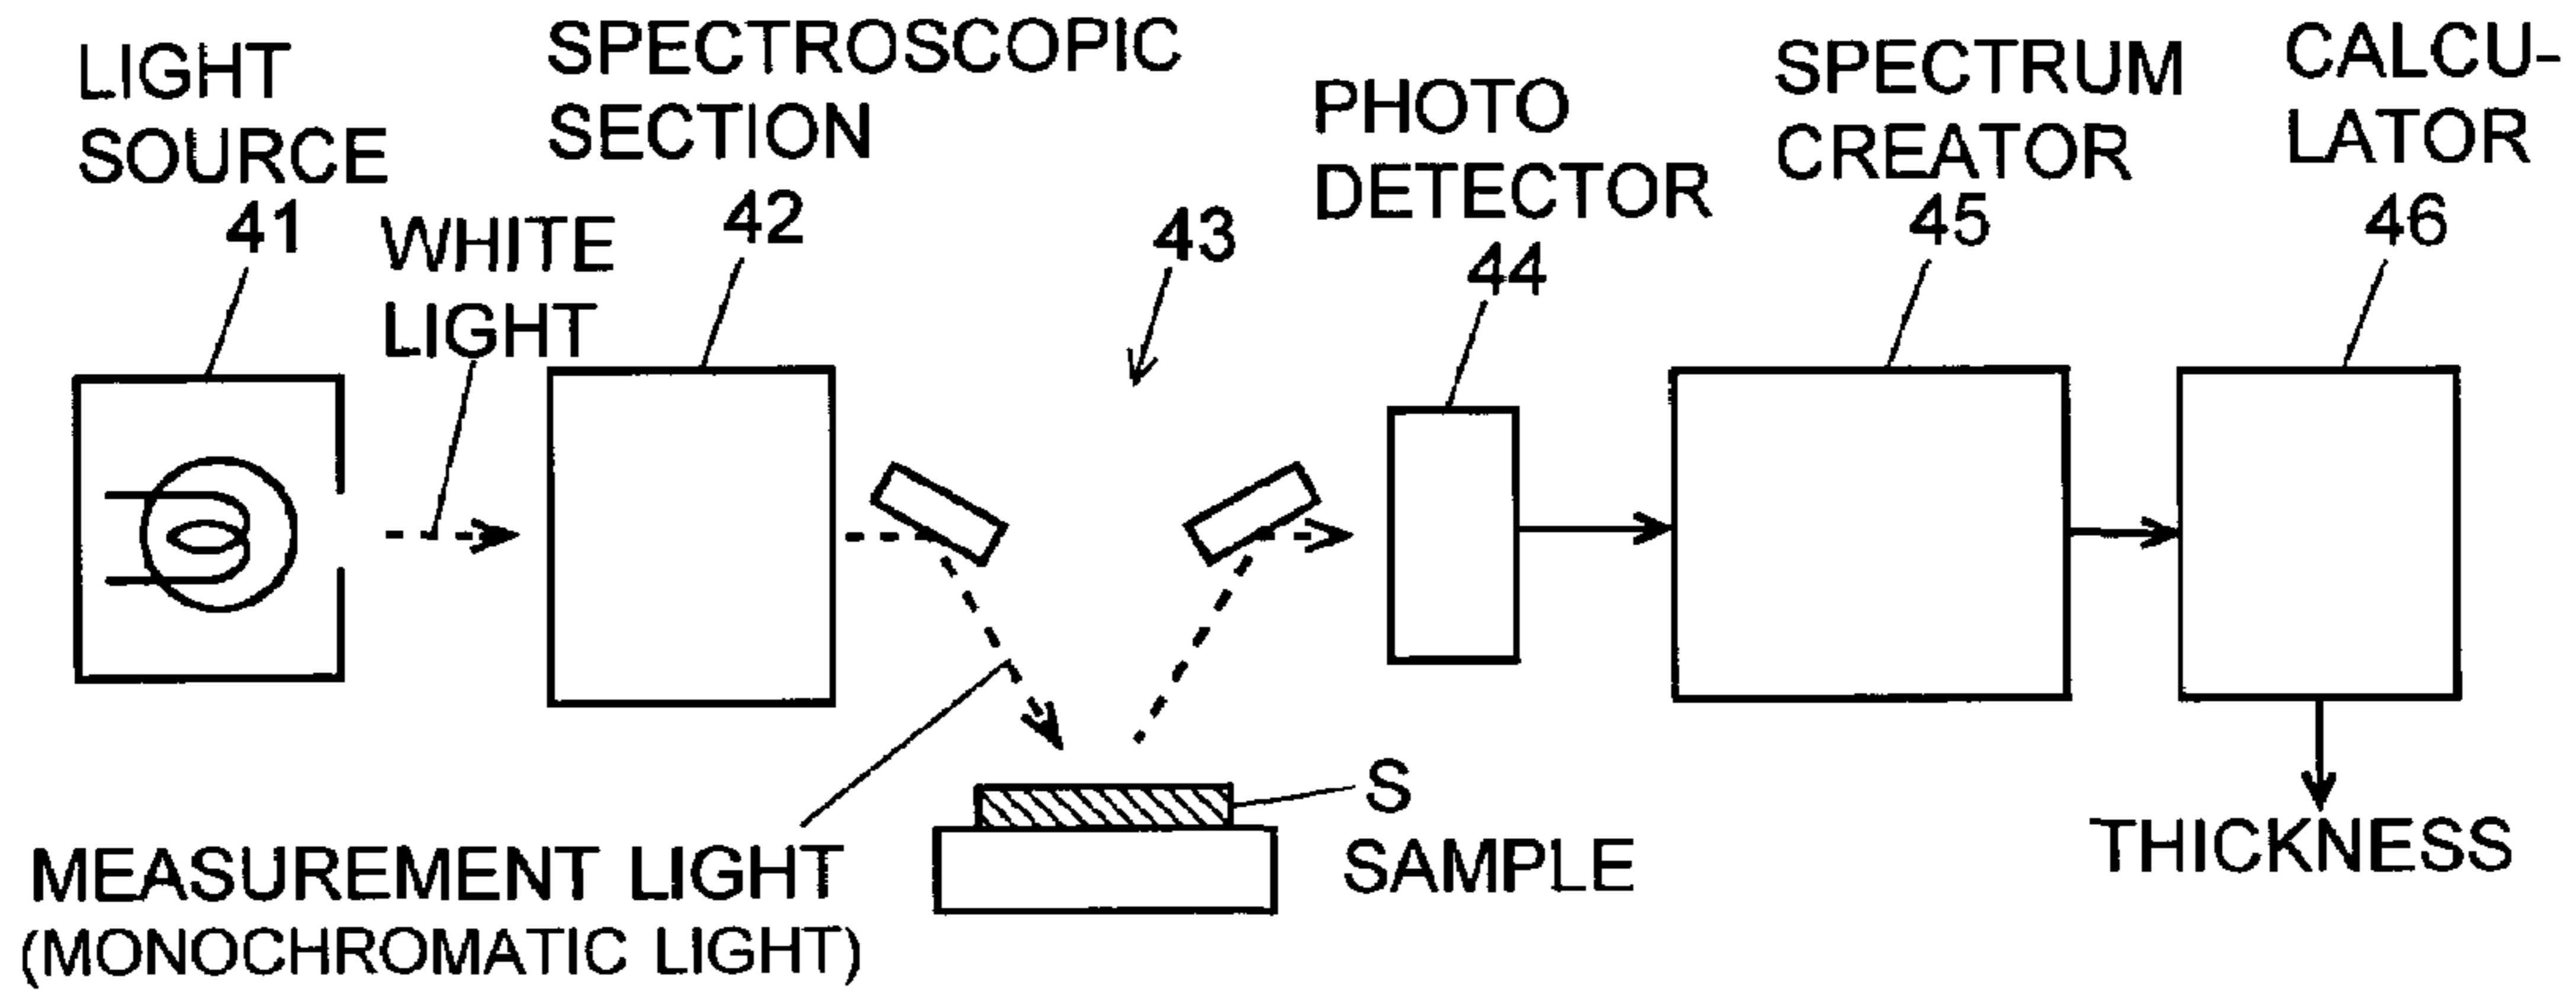 LIGHT
SOURCE
41
WHITE
LIGHT
SPECTROSCOPIC
SECTION
42
43
PHOTO
DETECTOR
44
SPECTRUM
CREATOR
45
CALCU-
LATOR
46
MEASUREMENT LIGHT
(MONOCHROMATIC LIGHT)
S
SAMPLE
THICKNESS